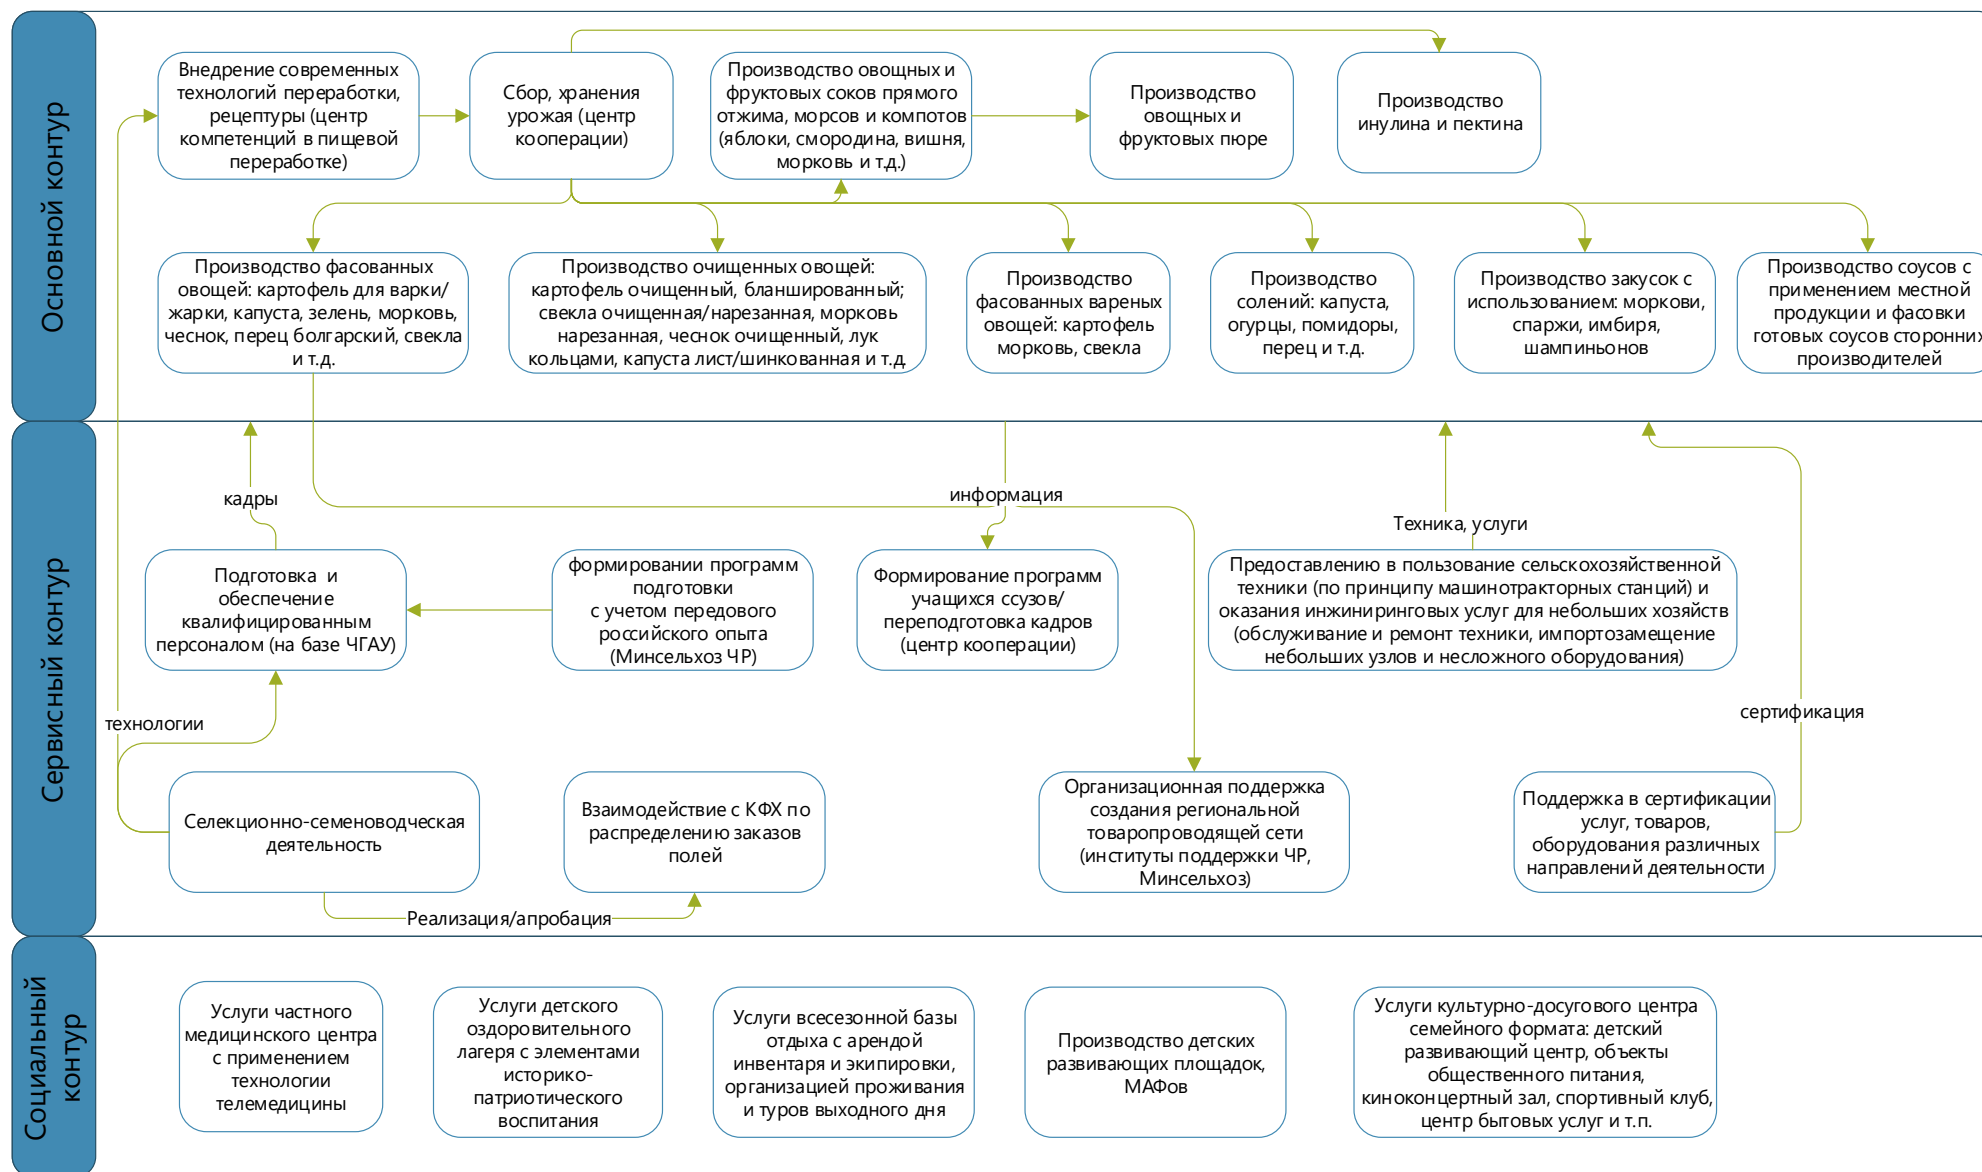 Основной контур
Внедрение современных
технологий переработки,
рецептуры (центр
компетенций в пищевой
переработке)
Сбор, хранения
урожая (центр
кооперации)
Производство овощных и
фруктовых соков прямого
отжима, морсов и компотов
(яблоки, смородина, вишня,
морковь и т.д.)
Производство
овощных и
фруктовых пюре
Производство
инулина и пектина
Производство фасованных
овощей: картофель для варки/
жарки, капуста, зелень, морковь,
чеснок, перец болгарский, свекла
и т.д.
Производство очищенных овощей:
картофель очищенный, бланшированный;
свекла очищенная/нарезанная, морковь
нарезанная, чеснок очищенный, лук
кольцами, капуста лист/шинкованная и т.д.
Производство
фасованных вареных
овощей: картофель
морковь, свекла
Производство
солений: капуста,
огурцы, помидоры,
перец и т.д.
Производство закусок с
использованием: моркови,
спаржи, имбиря,
шампиньонов
Производство соусов с
применением местной
продукции и фасовки
готовых соусов сторонних
производителей
Сервисный контур
кадры
информация
Техника, услуги
Подготовка и
обеспечение
квалифицированным
персоналом (на базе ЧГАУ)
формировании программ
подготовки
с учетом передового
российского опыта
(Минсельхоз ЧР)
Формирование программ
учащихся ссузов/
переподготовка кадров
(центр кооперации)
Предоставлению в пользование сельскохозяйственной
техники (по принципу машинотракторных станций) и
оказания инжиниринговых услуг для небольших хозяйств
(обслуживание и ремонт техники, импортозамещение
небольших узлов и несложного оборудования)
технологии
сертификация
Селекционно-семеноводческая
деятельность
Взаимодействие с КФХ по
распределению заказов
полей
Организационная поддержка
создания региональной
товаропроводящей сети
(институты поддержки ЧР,
Минсельхоз)
Поддержка в сертификации
услуг, товаров,
оборудования различных
направлений деятельности
Реализация/апробация
Социальный
контур
Услуги частного
медицинского центра
с применением
технологии
телемедицины
Услуги детского
оздоровительного
лагеря с элементами
историко-
патриотического
воспитания
Услуги всесезонной базы
отдыха с арендой
инвентаря и экипировки,
организацией проживания
и туров выходного дня
Производство детских
развивающих площадок,
МАФов
Услуги культурно-досугового центра
семейного формата: детский
развивающий центр, объекты
общественного питания,
киноконцертный зал, спортивный клуб,
центр бытовых услуг и т.п.